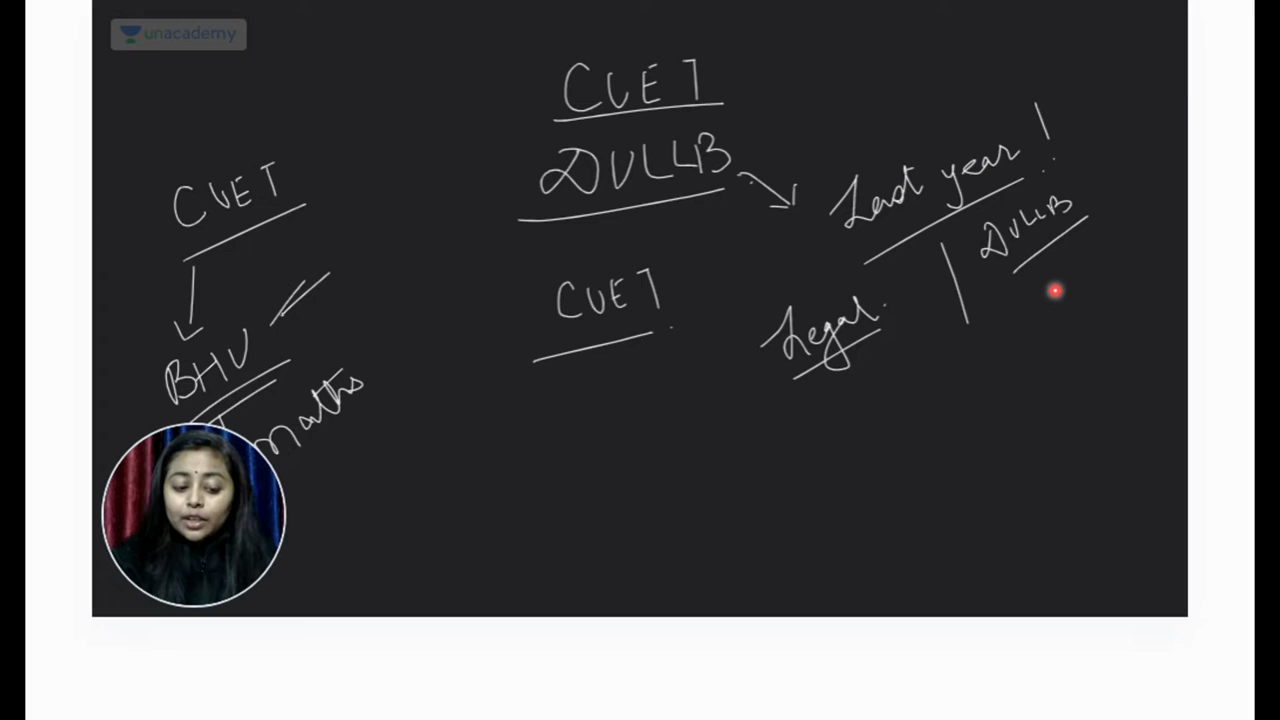 unacademy
CUET
DULLB
Last year!
DULLB
CUET
BHU
Maths
CUET
Legal.